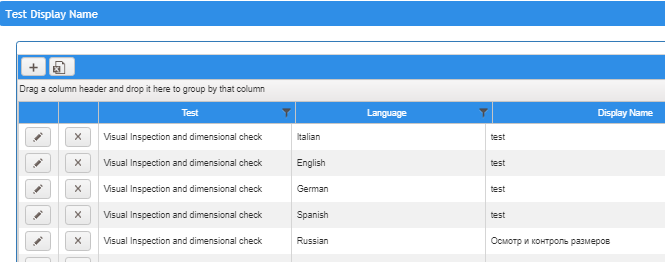 Test Display Name
Drag a column header and drop it here to group by that column
Test Language Display Name
Visual Inspection and dimensional check Italian test
Visual Inspection and dimensional check English test
Visual Inspection and dimensional check German test
Visual Inspection and dimensional check Spanish test
Visual Inspection and dimensional check Russian Осмотр и контроль размеров